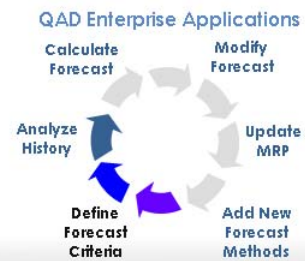 QAD Enterprise Applications
Calculate
Forecast
Modify
Forecast
Analyze
History
Update
MRP
Define
Forecast
Criteria
Add New
Forecast
Methods